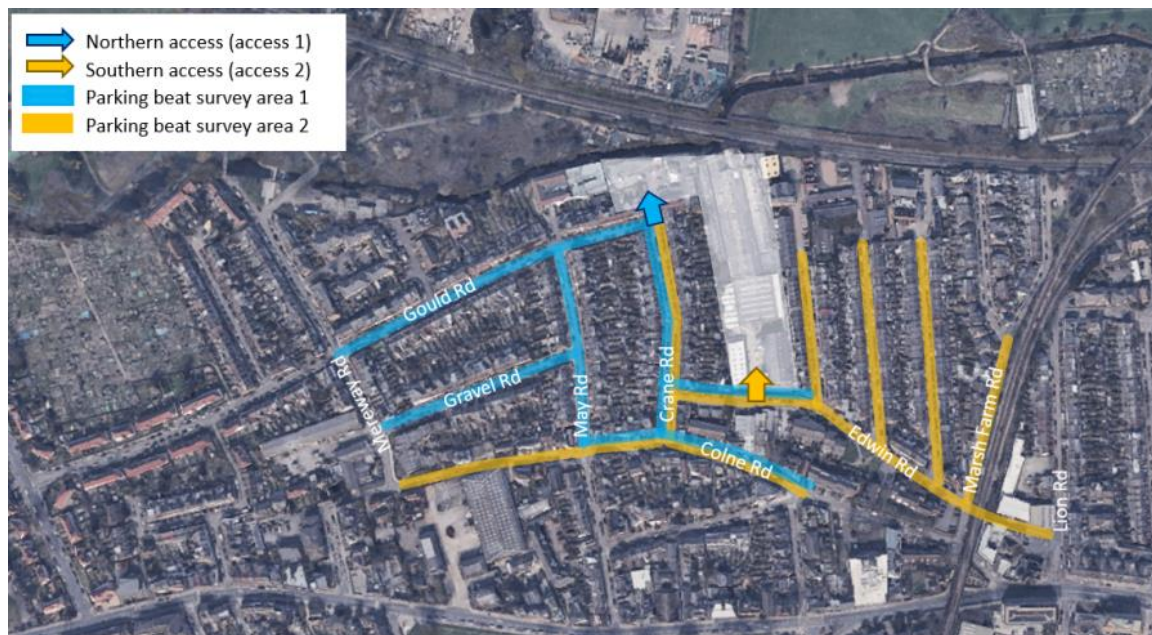 Northern access (access 1)
Southern access (access 2)
Parking beat survey area 1
Parking beat survey area 2
Gould Rd
Mereway Rd
Gravel Rd
May Rd
Crane Rd
Colne Rd
Edwin Rd
Marsh Farm Rd
Lion Rd